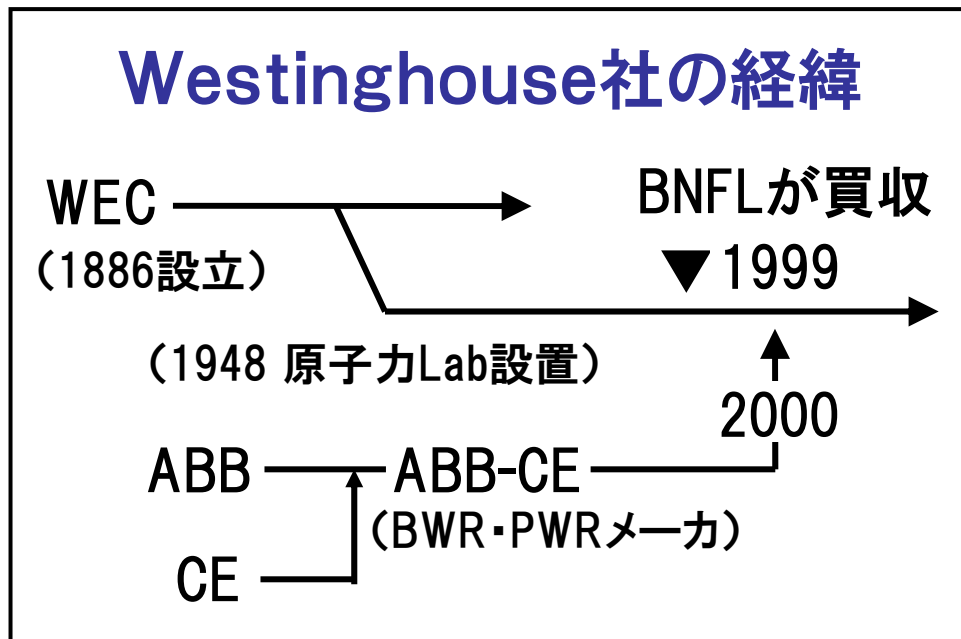 Westinghouse社の経緯
WEC
BNFLが買収
(1886設立)
▼1999
(1948 原子力Lab設置)
2000
ABB
ABB-CE
(BWR・PWRメーカ)
CE